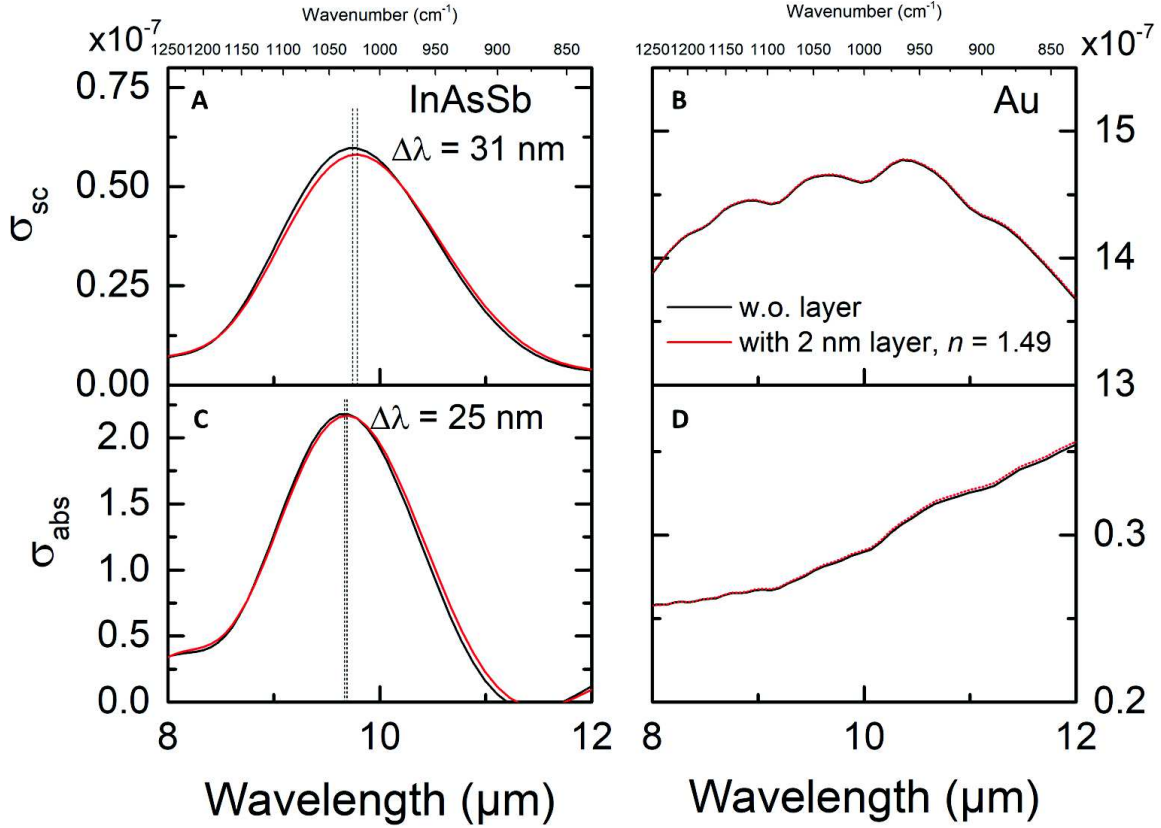 Wavenumber (cm⁻¹)
x10⁻⁷ 1250 1200 1150 1100 1050 1000 950 900 850
0.75
0.50
0.25
0.00
σsc
A
InAsSb
Δλ = 31 nm
Wavenumber (cm⁻¹)
1250 1200 1150 1100 1050 1000 950 900 850 x10⁻⁷
B
Au
w.o. layer
with 2 nm layer, n = 1.49
15
14
13
2.0
1.5
1.0
0.5
0.0
σabs
C
Δλ = 25 nm
8 10 12
Wavelength (µm)
D
0.3
0.2
8 10 12
Wavelength (µm)